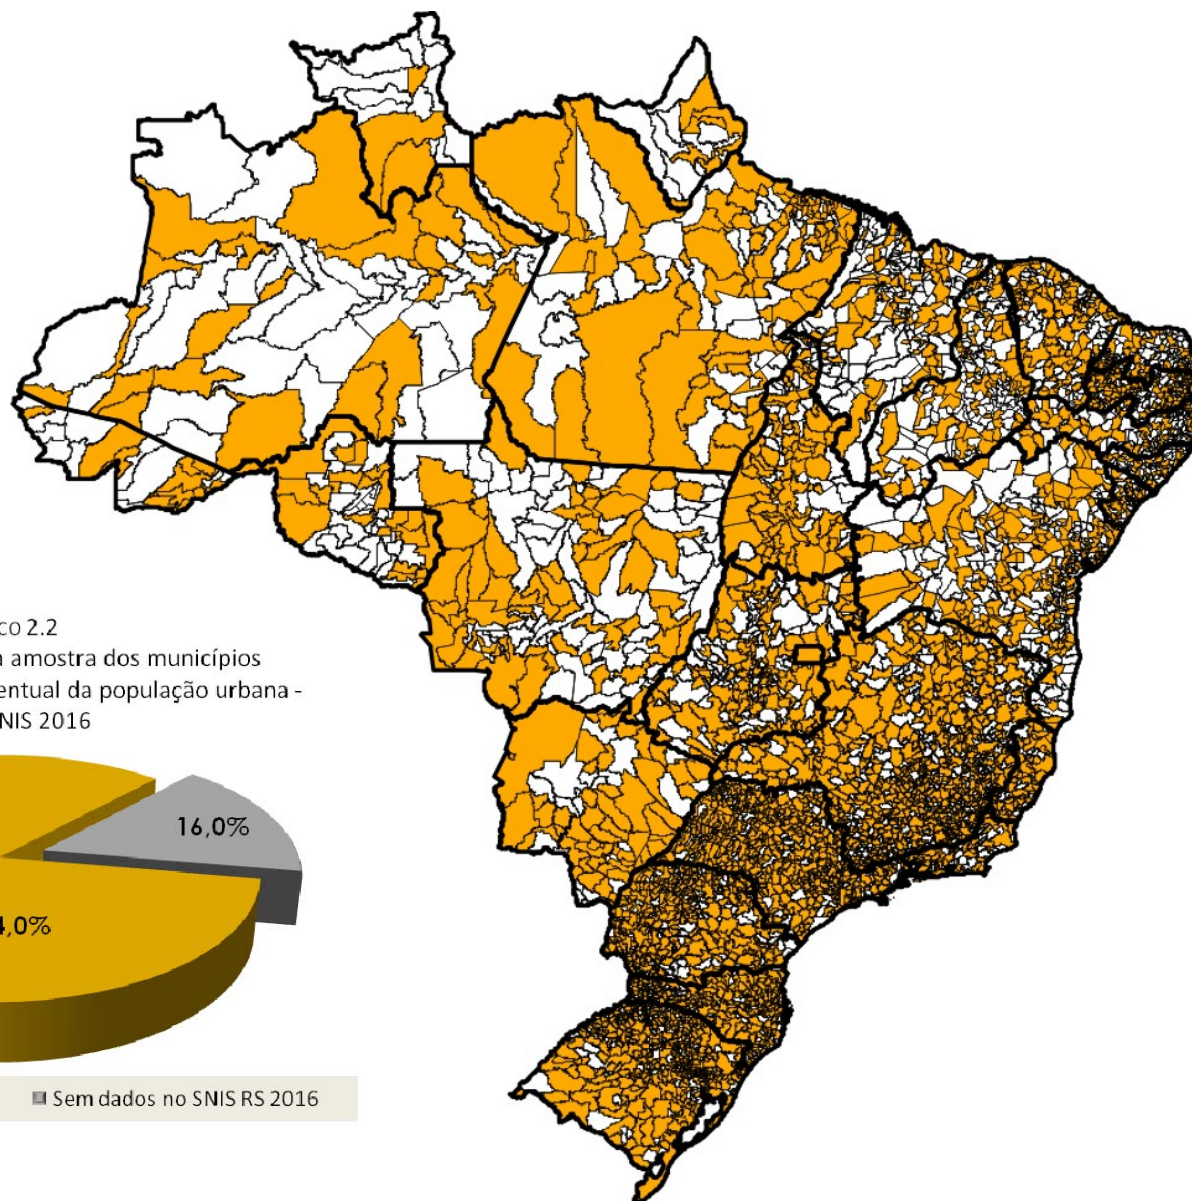 co 2.2
a amostra dos municípios
entual da população urbana -
NIS 2016
16,0%
4,0%
Sem dados no SNIS RS 2016